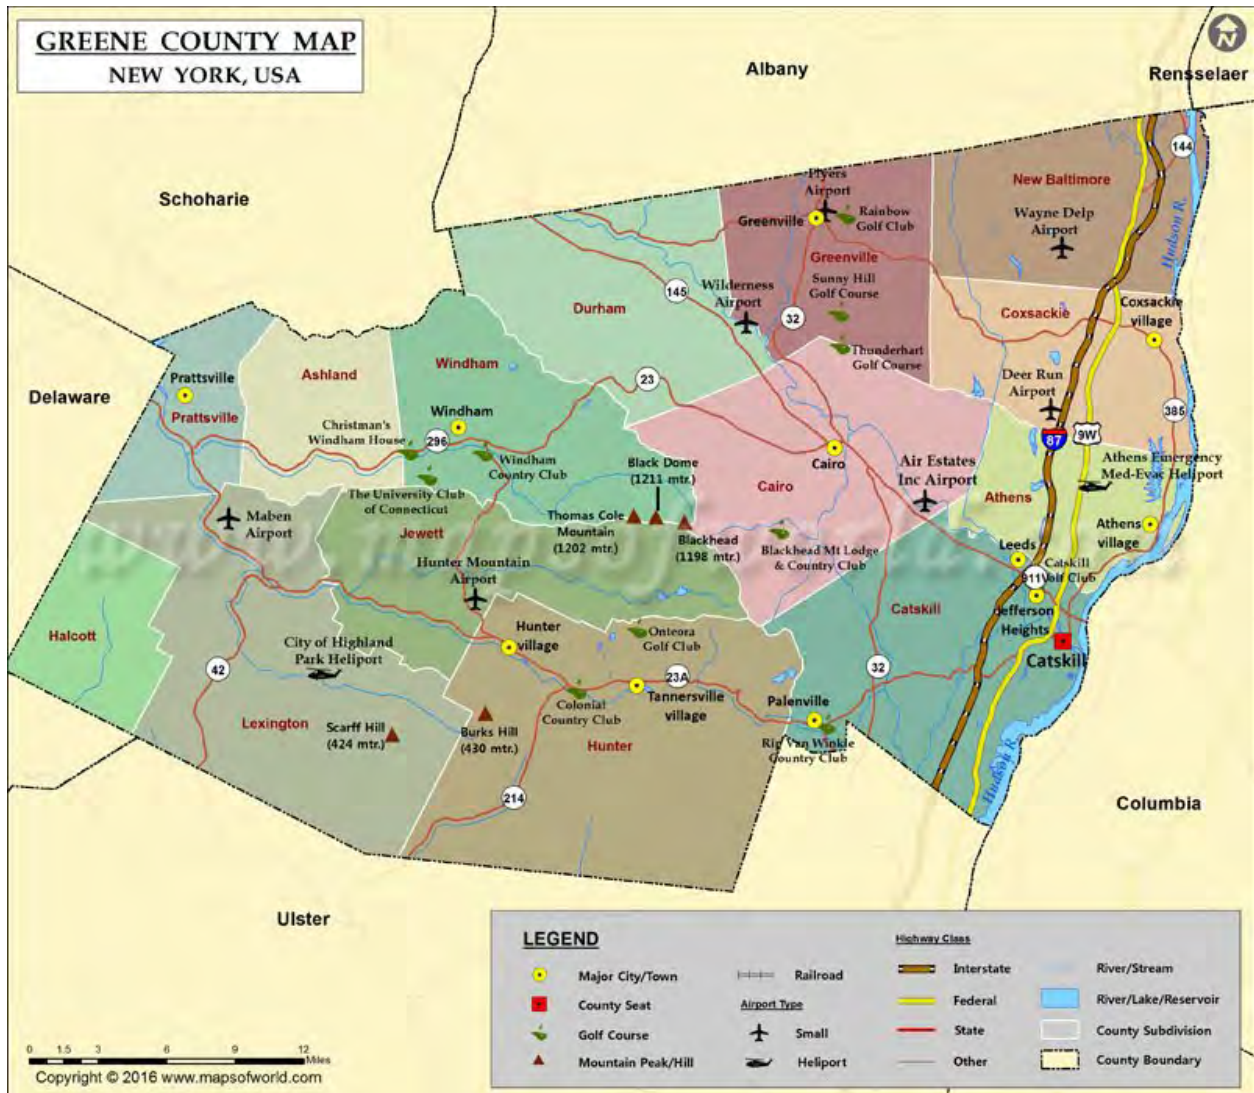 GREENE COUNTY MAP
NEW YORK, USA
N
Albany
Rensselaer
Schoharie
Delaware
Ulster
Columbia
144
New Baltimore
Wayne Delp
Airport
Hudson R.
Flyers
Airport
Greenville
Rainbow
Golf Club
Greenville
Sunny Hill
Golf Course
Wilderness
Airport
145
32
Durham
Thunderhart
Golf Course
Coxsackie
Coxsackie
village
Deer Run
Airport
385
87
9W
Athens Emergency
Med-Evac Heliport
Athens
Athens
village
Prattsville
Prattsville
Ashland
Windham
Windham
23
296
Christman's
Windham House
Windham
Country Club
The University Club
of Connecticut
Black Dome
(1211 mtr.)
Thomas Cole
Mountain
(1202 mtr.)
Blackhead
(1198 mtr.)
Cairo
Cairo
Air Estates
Inc Airport
Blackhead Mt Lodge
& Country Club
Maben
Airport
Jewett
Hunter Mountain
Airport
Leeds
Catskill
Golf Club
911V
Jefferson
Heights
Catskill
Catskill
32
Halcott
42
City of Highland
Park Heliport
Hunter
village
Onteora
Golf Club
23A
Tannersville
village
Colonial
Country Club
Palenville
Rip Van Winkle
Country Club
Lexington
Scarff Hill
(424 mtr.)
Burks Hill
(430 mtr.)
Hunter
214
Hudson R.
LEGEND
Major City/Town
County Seat
Golf Course
Mountain Peak/Hill
Railroad
Airport Type
Small
Heliport
Highway Class
Interstate
Federal
State
Other
River/Stream
River/Lake/Reservoir
County Subdivision
County Boundary
0 1.5 3 6 9 12
Miles
Copyright © 2016 www.mapsofworld.com